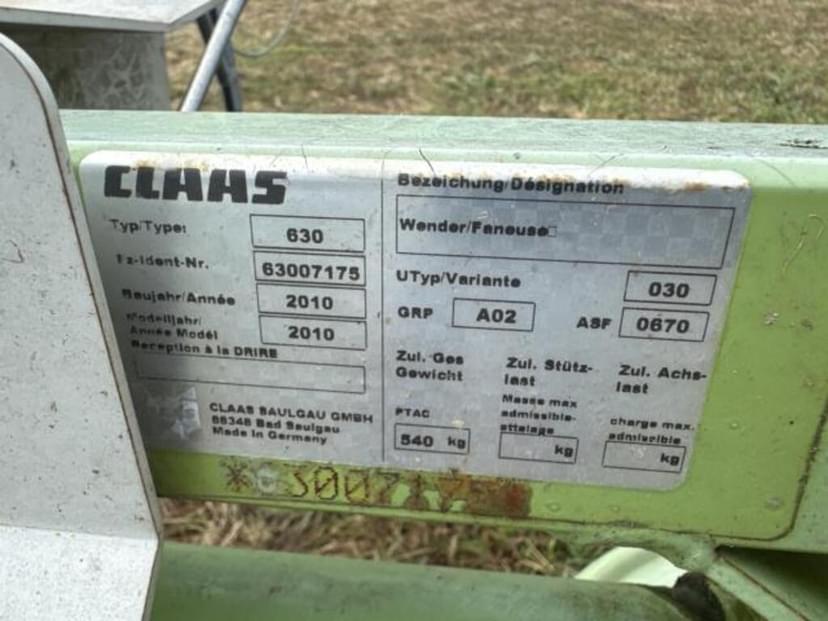 CLAAS
Typ/Type: 630
Fz-Ident-Nr. 63007175
Baujahr/Année 2010
Modelljahr/
Année Modèl 2010
Reception à la DRIRE
CLAAS SAULGAU GMBH
88348 Bad Saulgau
Made in Germany
Bezeichung/Désignation
Wender/Faneuse
UTyp/Variante 030
GRP A02 ASF 0670
Zul. Ges Gewicht
Zul. Stütz-last
Zul. Achs-last
PTAC
Masse max admissible-attelage
charge max. admissible
540 kg
kg
kg